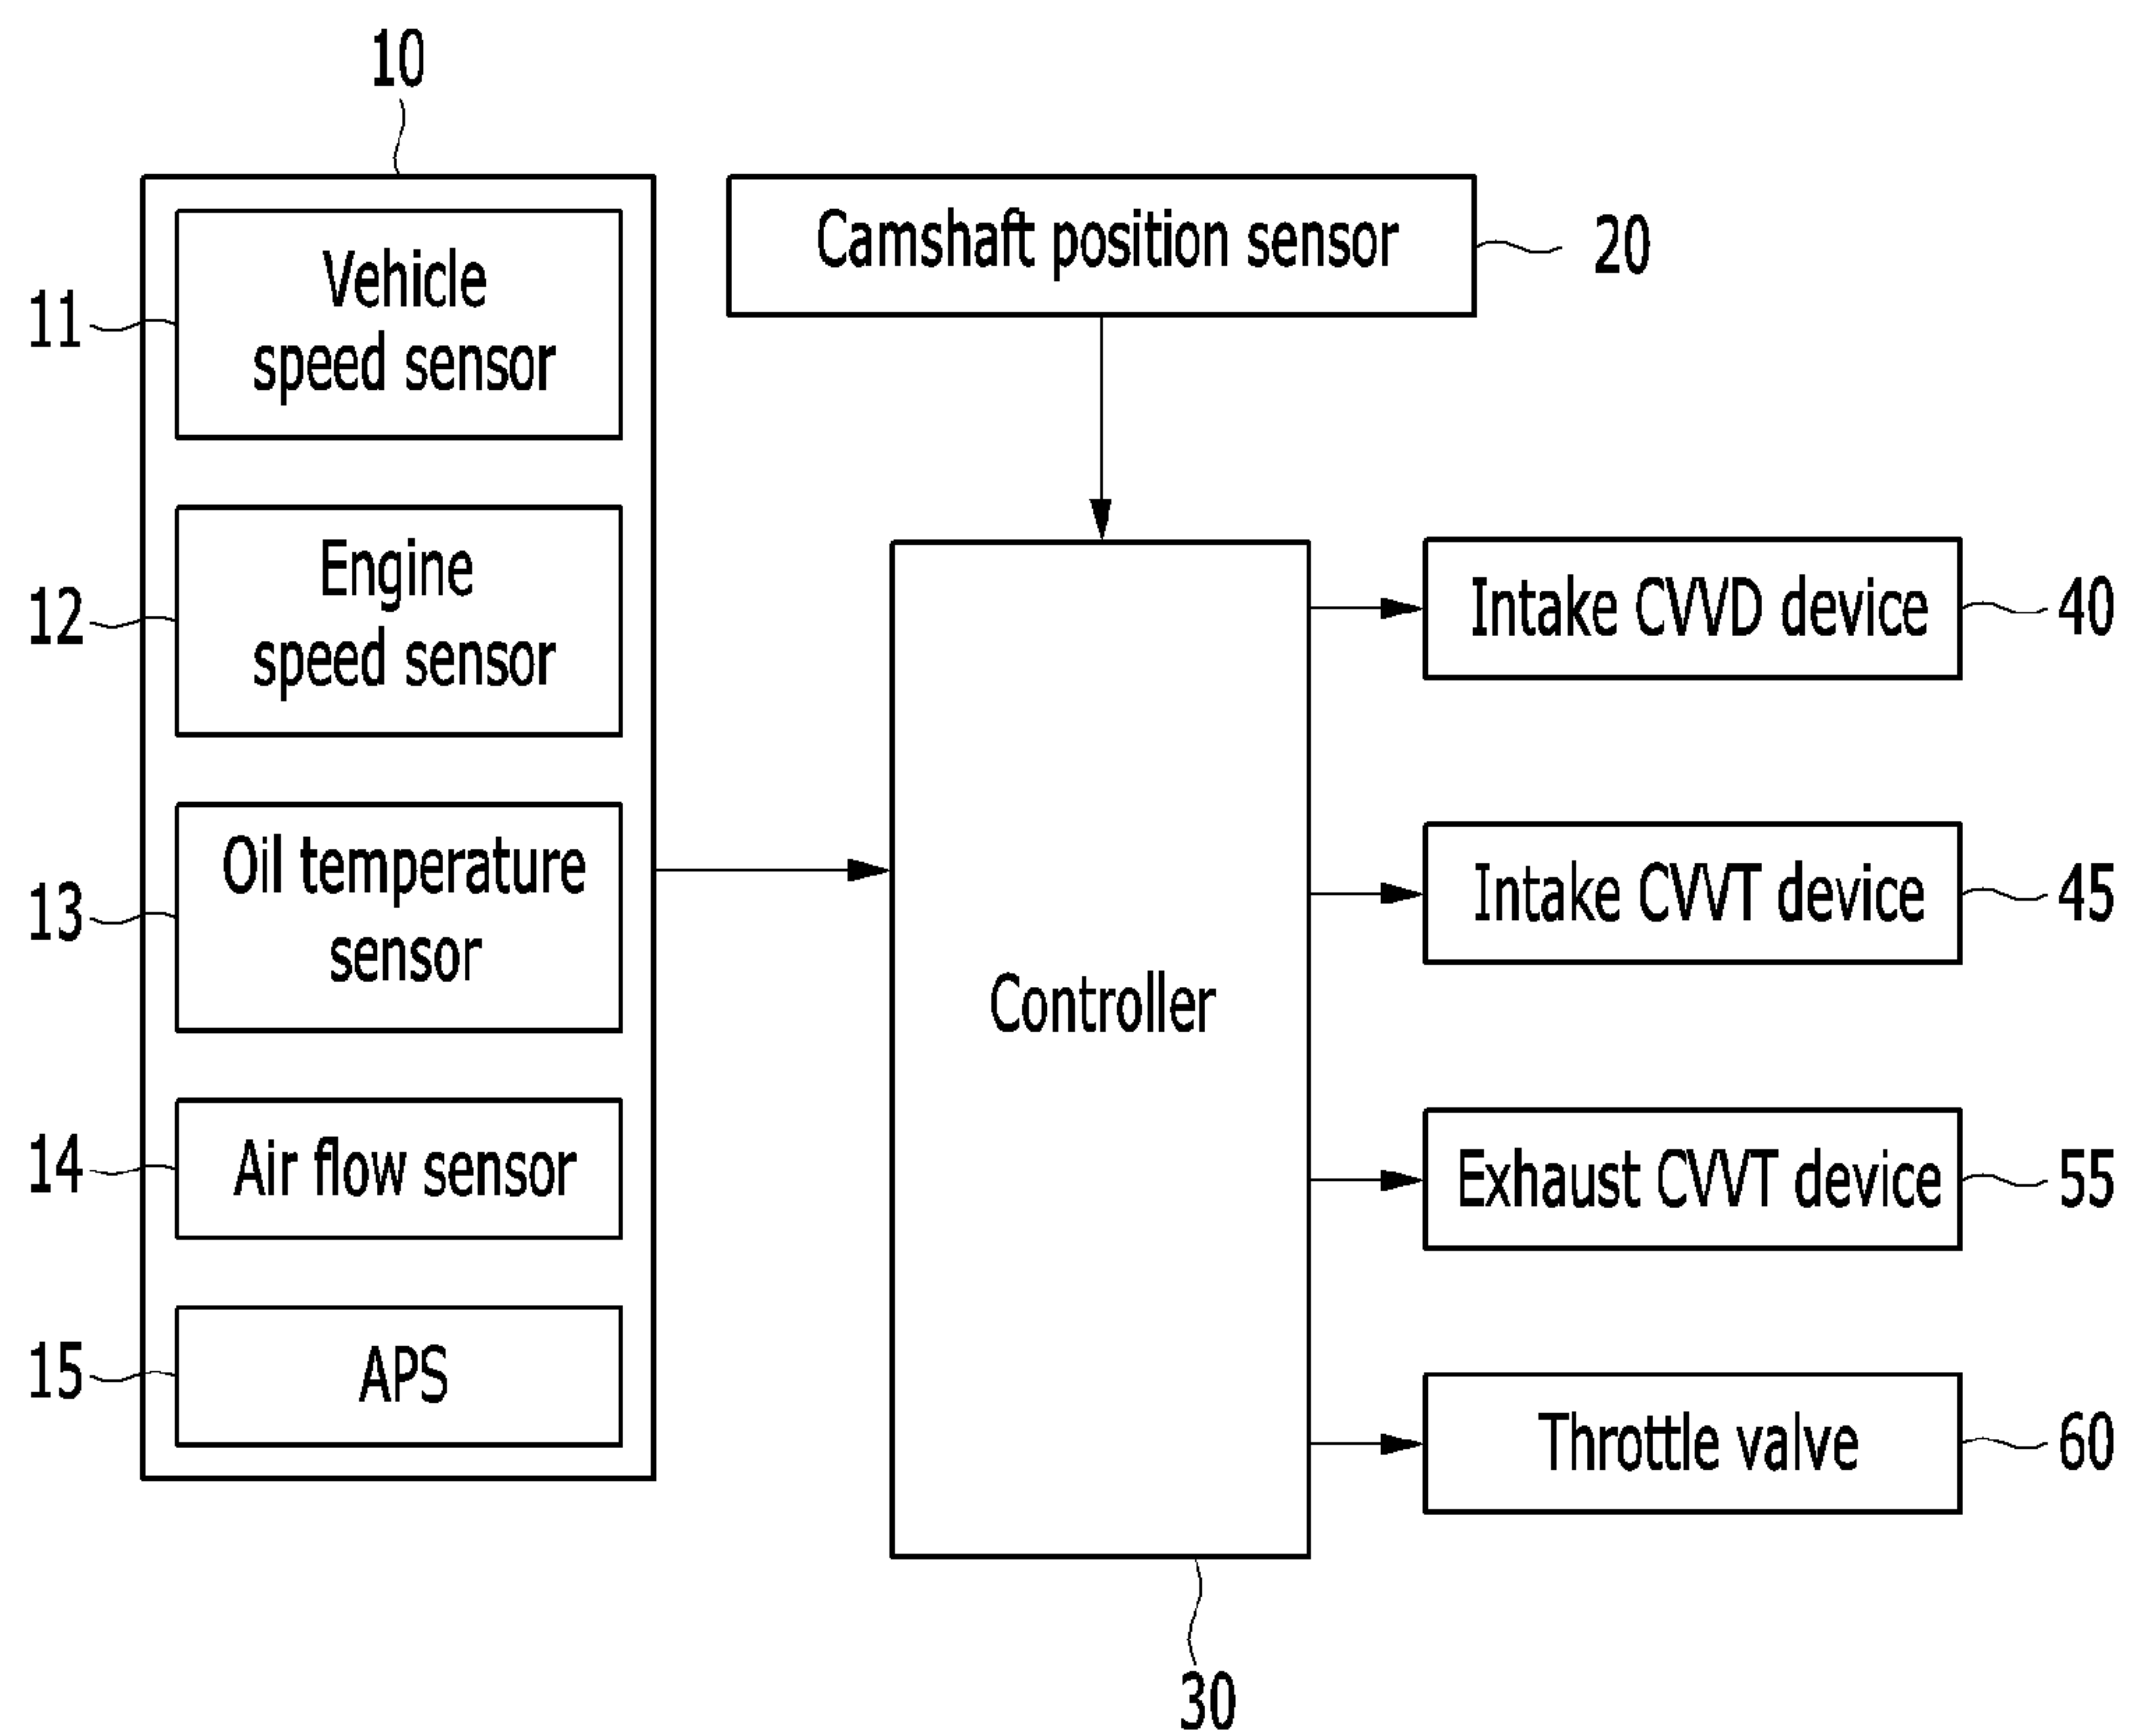 10
Vehicle
speed sensor
11
Engine
speed sensor
12
Oil temperature
sensor
13
Air flow sensor
14
APS
15
Camshaft position sensor
20
Controller
30
Intake CVVD device
40
Intake CVVT device
45
Exhaust CVVT device
55
Throttle valve
60